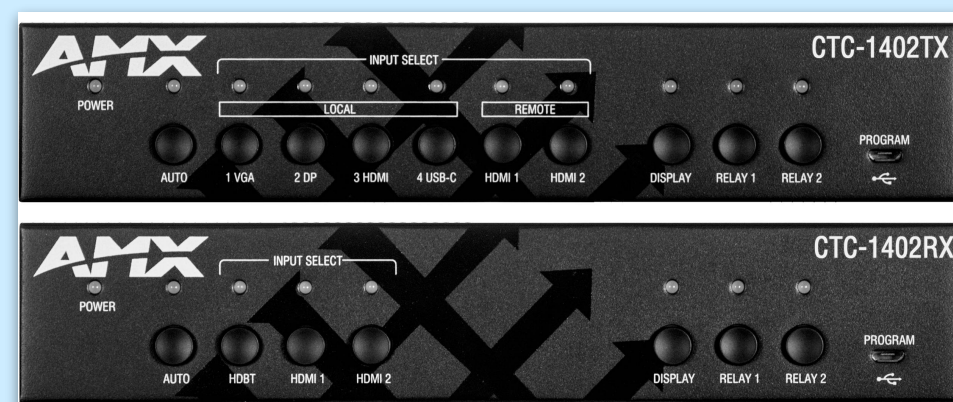 AMX
CTC-1402TX
INPUT SELECT
POWER
LOCAL
REMOTE
PROGRAM
AUTO
1 VGA
2 DP
3 HDMI
4 USB-C
HDMI 1
HDMI 2
DISPLAY
RELAY 1
RELAY 2
AMX
CTC-1402RX
INPUT SELECT
POWER
PROGRAM
AUTO
HDBT
HDMI 1
HDMI 2
DISPLAY
RELAY 1
RELAY 2